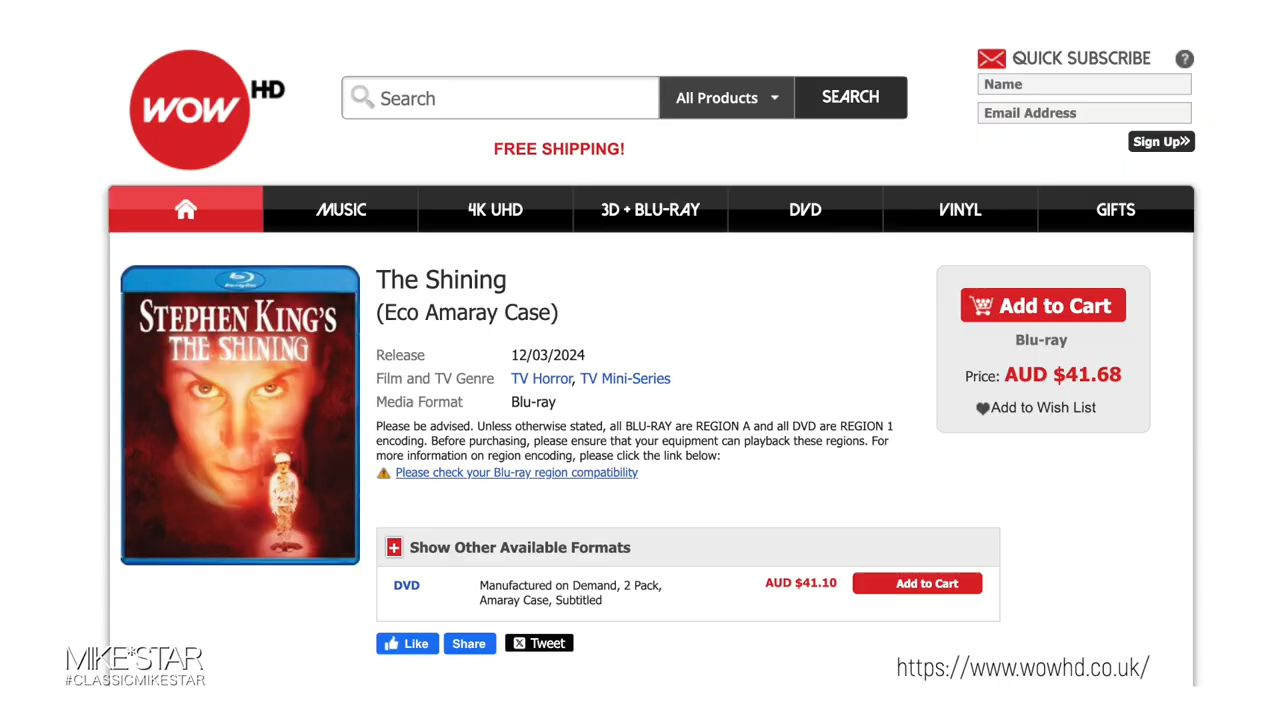 WOW HD
Search
All Products
SEARCH
FREE SHIPPING!
QUICK SUBSCRIBE ?
Name
Email Address
Sign Up
MUSIC 4K UHD 3D + BLU-RAY DVD VINYL GIFTS
Blu-ray Disc
STEPHEN KING'S
THE SHINING
The Shining
(Eco Amaray Case)
Release 12/03/2024
Film and TV Genre TV Horror, TV Mini-Series
Media Format Blu-ray
Please be advised. Unless otherwise stated, all BLU-RAY are REGION A and all DVD are REGION 1
encoding. Before purchasing, please ensure that your equipment can playback these regions. For
more information on region encoding, please click the link below:
Please check your Blu-ray region compatibility
Add to Cart
Blu-ray
Price: AUD $41.68
Add to Wish List
Show Other Available Formats
DVD Manufactured on Demand, 2 Pack, AUD $41.10 Add to Cart
Amaray Case, Subtitled
Like Share X Tweet
MIKE*STAR
#CLASSICMIKESTAR
https://www.wowhd.co.uk/